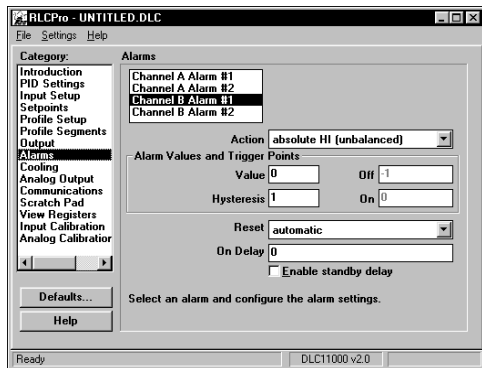 RLCPro - UNTITLED.DLC
File Settings Help
Category:
Introduction
PID Settings
Input Setup
Setpoints
Profile Setup
Profile Segments
Output
Alarms
Cooling
Analog Output
Communications
Scratch Pad
View Registers
Input Calibration
Analog Calibration
Defaults...
Help
Alarms
Channel A Alarm #1
Channel A Alarm #2
Channel B Alarm #1
Channel B Alarm #2
Action absolute HI (unbalanced)
Alarm Values and Trigger Points
Value 0 Off -1
Hysteresis 1 On 0
Reset automatic
On Delay 0
Enable standby delay
Select an alarm and configure the alarm settings.
Ready DLC11000 v2.0